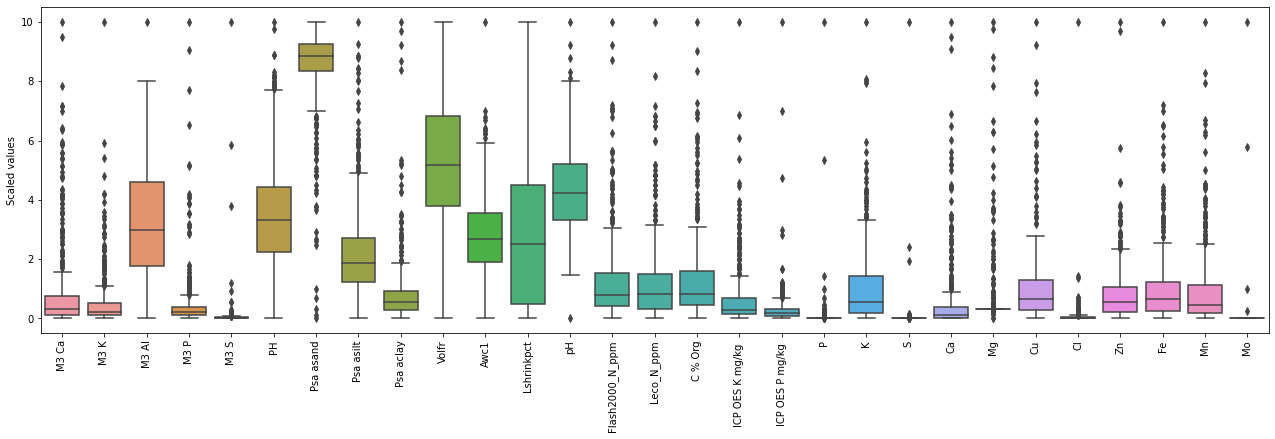 10
8
6
4
2
0
Scaled values
M3 Ca
M3 K
M3 Al
M3 P
M3 S
PH
Psa asand
Psa asilt
Psa aclay
Volfr
Awc1
Lshrinkpct
pH
Flash2000_N_ppm
Leco_N_ppm
C % Org
ICP OES K mg/kg
ICP OES P mg/kg
P
K
S
Ca
Mg
Cu
Cl
Zn
Fe
Mn
Mo